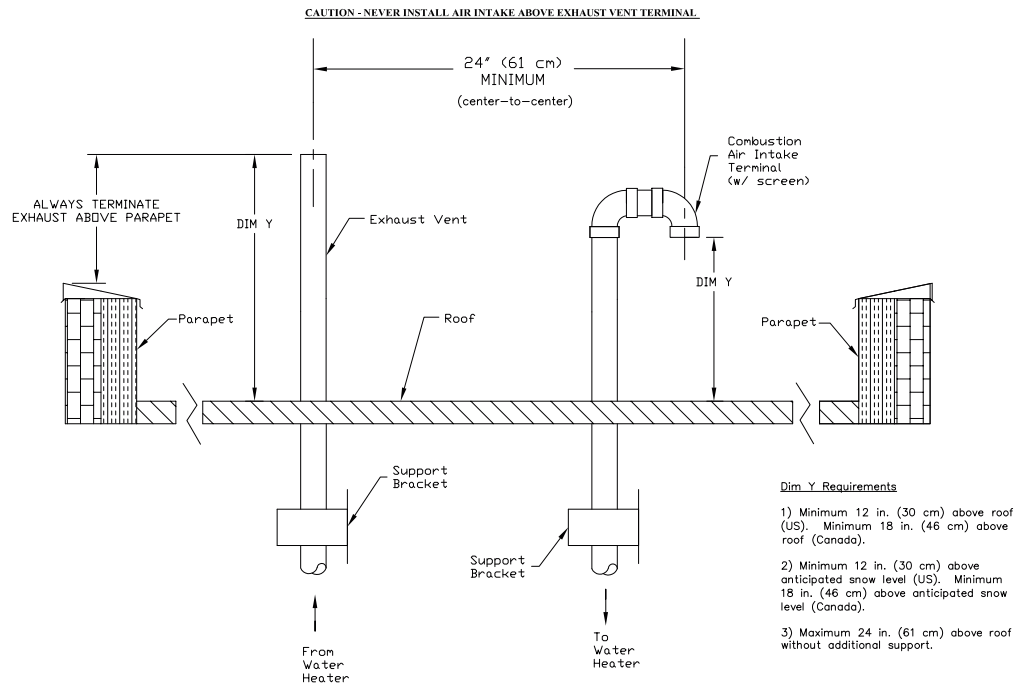 CAUTION - NEVER INSTALL AIR INTAKE ABOVE EXHAUST VENT TERMINAL
24" (61 cm)
MINIMUM
(center-to-center)
Combustion
Air Intake
Terminal
(w/ screen)
ALWAYS TERMINATE
EXHAUST ABOVE PARAPET
DIM Y
Exhaust Vent
DIM Y
Parapet
Roof
Parapet
Support
Bracket
Support
Bracket
From
Water
Heater
To
Water
Heater
Dim Y Requirements
1) Minimum 12 in. (30 cm) above roof
(US). Minimum 18 in. (46 cm) above
roof (Canada).
2) Minimum 12 in. (30 cm) above
anticipated snow level (US). Minimum
18 in. (46 cm) above anticipated snow
level (Canada).
3) Maximum 24 in. (61 cm) above roof
without additional support.